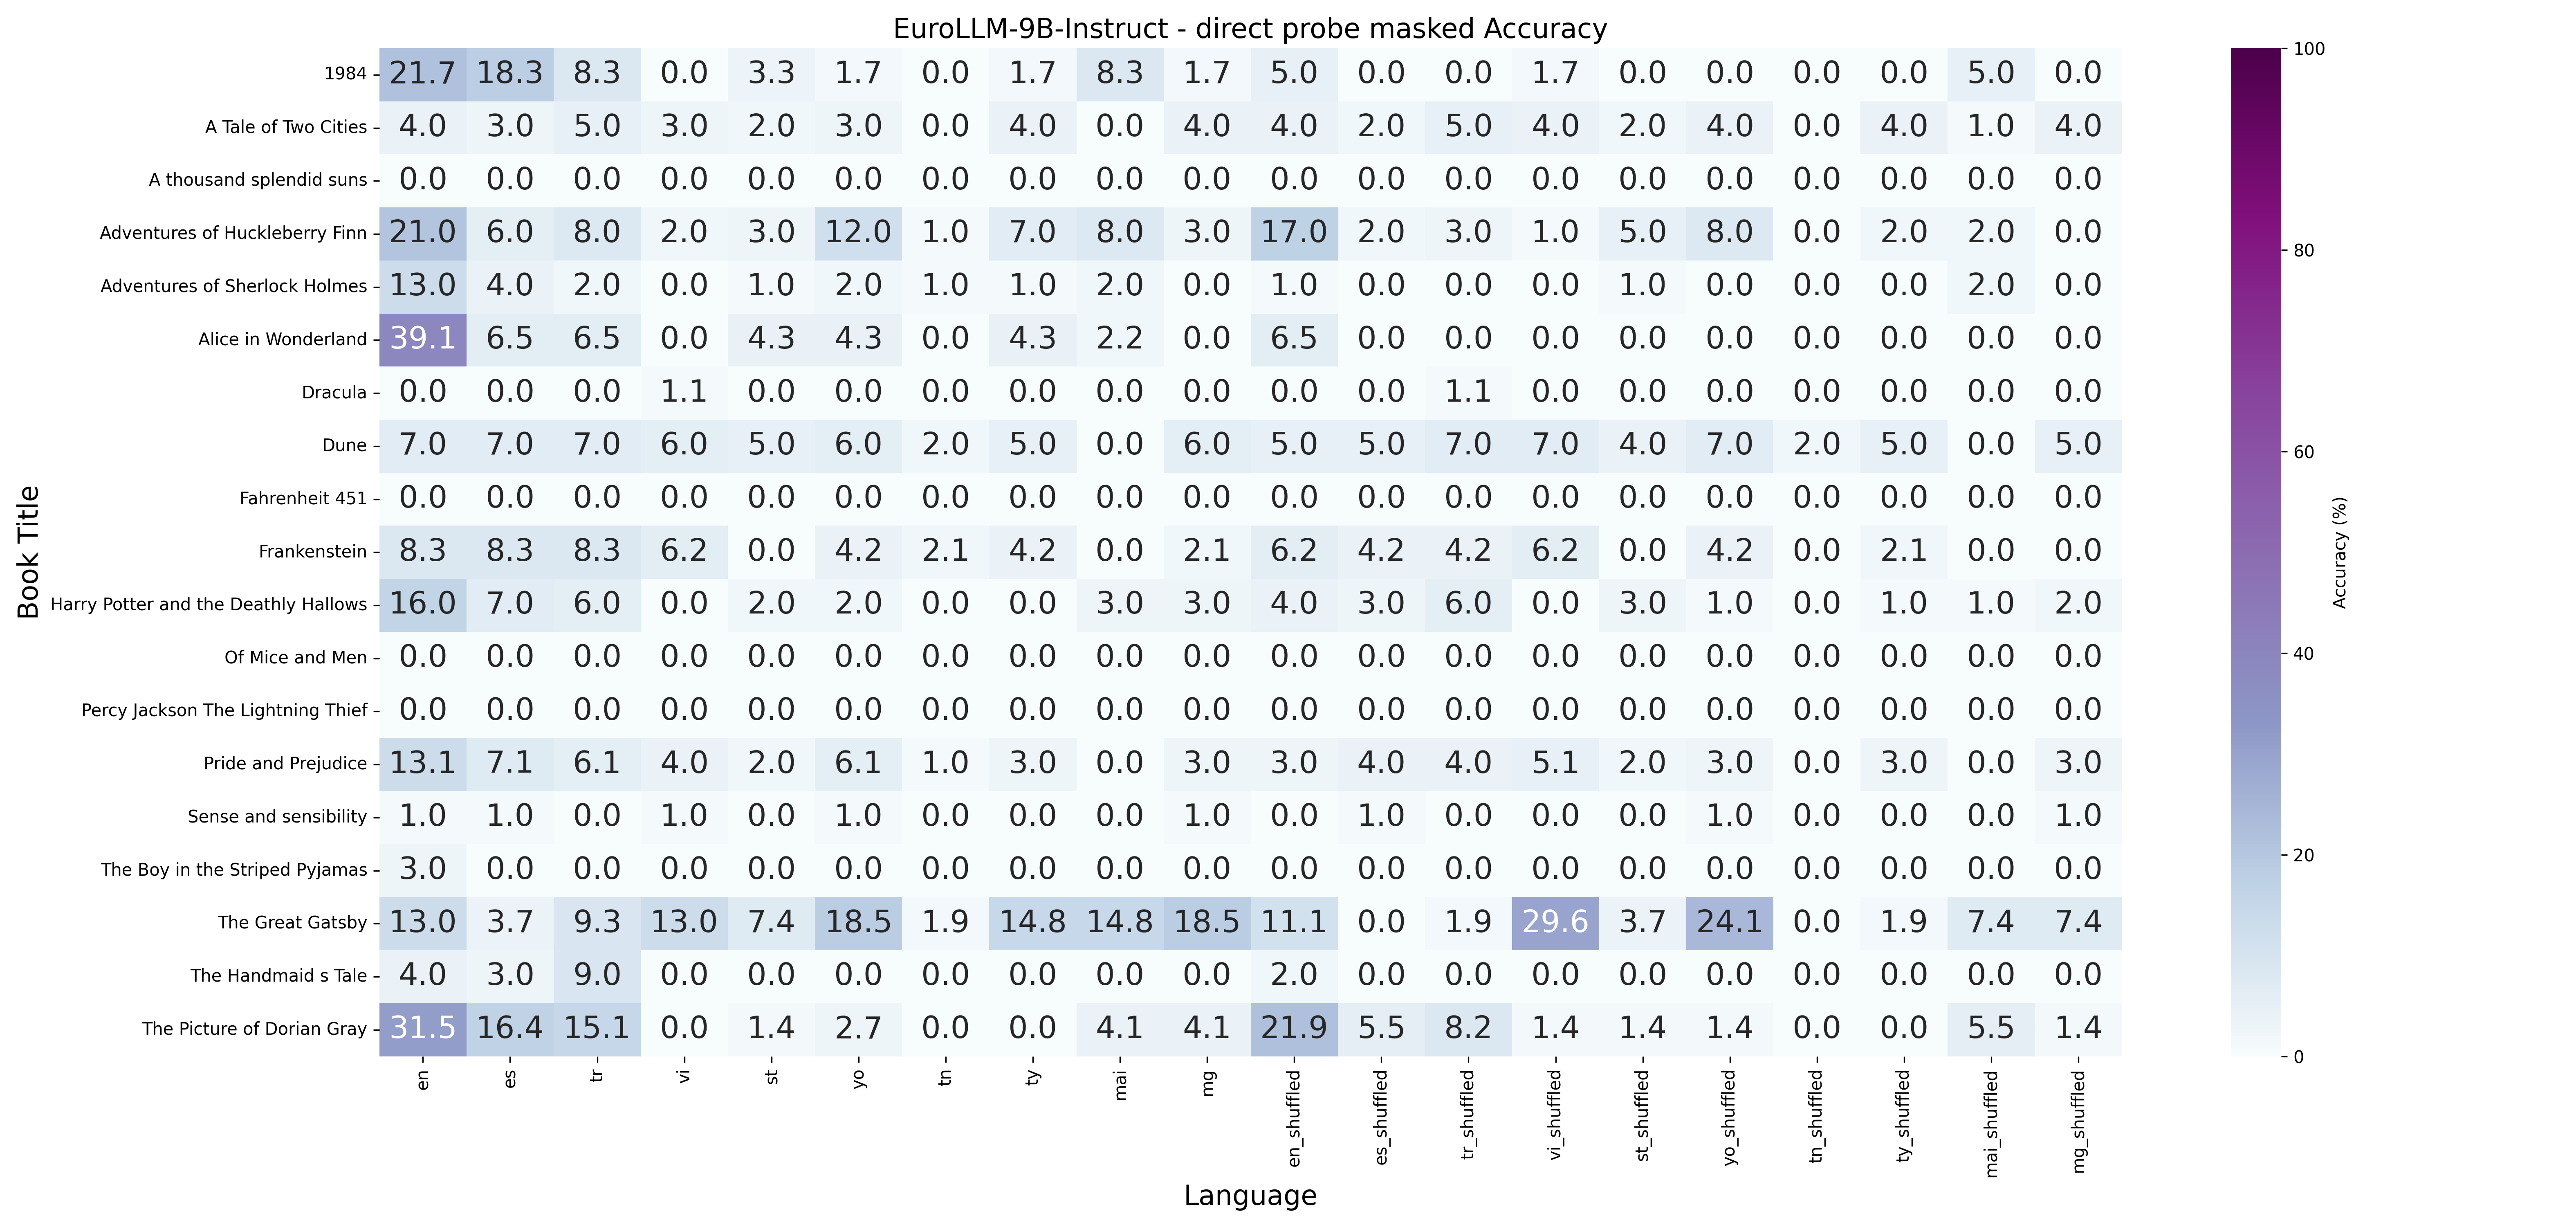 EuroLLM-9B-Instruct - direct probe masked Accuracy
Book Title
1984 21.7 18.3 8.3 0.0 3.3 1.7 0.0 1.7 8.3 1.7 5.0 0.0 0.0 1.7 0.0 0.0 0.0 0.0 5.0 0.0
A Tale of Two Cities 4.0 3.0 5.0 3.0 2.0 3.0 0.0 4.0 0.0 4.0 4.0 2.0 5.0 4.0 2.0 4.0 0.0 4.0 1.0 4.0
A thousand splendid suns 0.0 0.0 0.0 0.0 0.0 0.0 0.0 0.0 0.0 0.0 0.0 0.0 0.0 0.0 0.0 0.0 0.0 0.0 0.0 0.0
Adventures of Huckleberry Finn 21.0 6.0 8.0 2.0 3.0 12.0 1.0 7.0 8.0 3.0 17.0 2.0 3.0 1.0 5.0 8.0 0.0 2.0 2.0 0.0
Adventures of Sherlock Holmes 13.0 4.0 2.0 0.0 1.0 2.0 1.0 1.0 2.0 0.0 1.0 0.0 0.0 0.0 1.0 0.0 0.0 0.0 2.0 0.0
Alice in Wonderland 39.1 6.5 6.5 0.0 4.3 4.3 0.0 4.3 2.2 0.0 6.5 0.0 0.0 0.0 0.0 0.0 0.0 0.0 0.0 0.0
Dracula 0.0 0.0 0.0 1.1 0.0 0.0 0.0 0.0 0.0 0.0 0.0 0.0 1.1 0.0 0.0 0.0 0.0 0.0 0.0 0.0
Dune 7.0 7.0 7.0 6.0 5.0 6.0 2.0 5.0 0.0 6.0 5.0 5.0 7.0 7.0 4.0 7.0 2.0 5.0 0.0 5.0
Fahrenheit 451 0.0 0.0 0.0 0.0 0.0 0.0 0.0 0.0 0.0 0.0 0.0 0.0 0.0 0.0 0.0 0.0 0.0 0.0 0.0 0.0
Frankenstein 8.3 8.3 8.3 6.2 0.0 4.2 2.1 4.2 0.0 2.1 6.2 4.2 4.2 6.2 0.0 4.2 0.0 2.1 0.0 0.0
Harry Potter and the Deathly Hallows 16.0 7.0 6.0 0.0 2.0 2.0 0.0 0.0 3.0 3.0 4.0 3.0 6.0 0.0 3.0 1.0 0.0 1.0 1.0 2.0
Of Mice and Men 0.0 0.0 0.0 0.0 0.0 0.0 0.0 0.0 0.0 0.0 0.0 0.0 0.0 0.0 0.0 0.0 0.0 0.0 0.0 0.0
Percy Jackson The Lightning Thief 0.0 0.0 0.0 0.0 0.0 0.0 0.0 0.0 0.0 0.0 0.0 0.0 0.0 0.0 0.0 0.0 0.0 0.0 0.0 0.0
Pride and Prejudice 13.1 7.1 6.1 4.0 2.0 6.1 1.0 3.0 0.0 3.0 3.0 4.0 4.0 5.1 2.0 3.0 0.0 3.0 0.0 3.0
Sense and sensibility 1.0 1.0 0.0 1.0 0.0 1.0 0.0 0.0 0.0 1.0 0.0 1.0 0.0 0.0 0.0 1.0 0.0 0.0 0.0 1.0
The Boy in the Striped Pyjamas 3.0 0.0 0.0 0.0 0.0 0.0 0.0 0.0 0.0 0.0 0.0 0.0 0.0 0.0 0.0 0.0 0.0 0.0 0.0 0.0
The Great Gatsby 13.0 3.7 9.3 13.0 7.4 18.5 1.9 14.8 14.8 18.5 11.1 0.0 1.9 29.6 3.7 24.1 0.0 1.9 7.4 7.4
The Handmaid s Tale 4.0 3.0 9.0 0.0 0.0 0.0 0.0 0.0 0.0 0.0 2.0 0.0 0.0 0.0 0.0 0.0 0.0 0.0 0.0 0.0
The Picture of Dorian Gray 31.5 16.4 15.1 0.0 1.4 2.7 0.0 0.0 4.1 4.1 21.9 5.5 8.2 1.4 1.4 1.4 0.0 0.0 5.5 1.4
en es tr vi st yo tn ty mai mg en_shuffled es_shuffled tr_shuffled vi_shuffled st_shuffled yo_shuffled tn_shuffled ty_shuffled mai_shuffled mg_shuffled
Language
100
80
60
40
20
0
Accuracy (%)